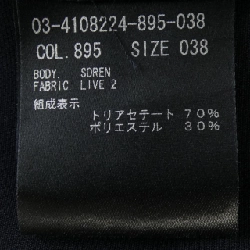 03-4108224-895-038
COL. 895 SIZE 038
BODY. SOREN
FABRIC LIVE 2
組成表示
トリアセテート 70%
ポリエステル 30%